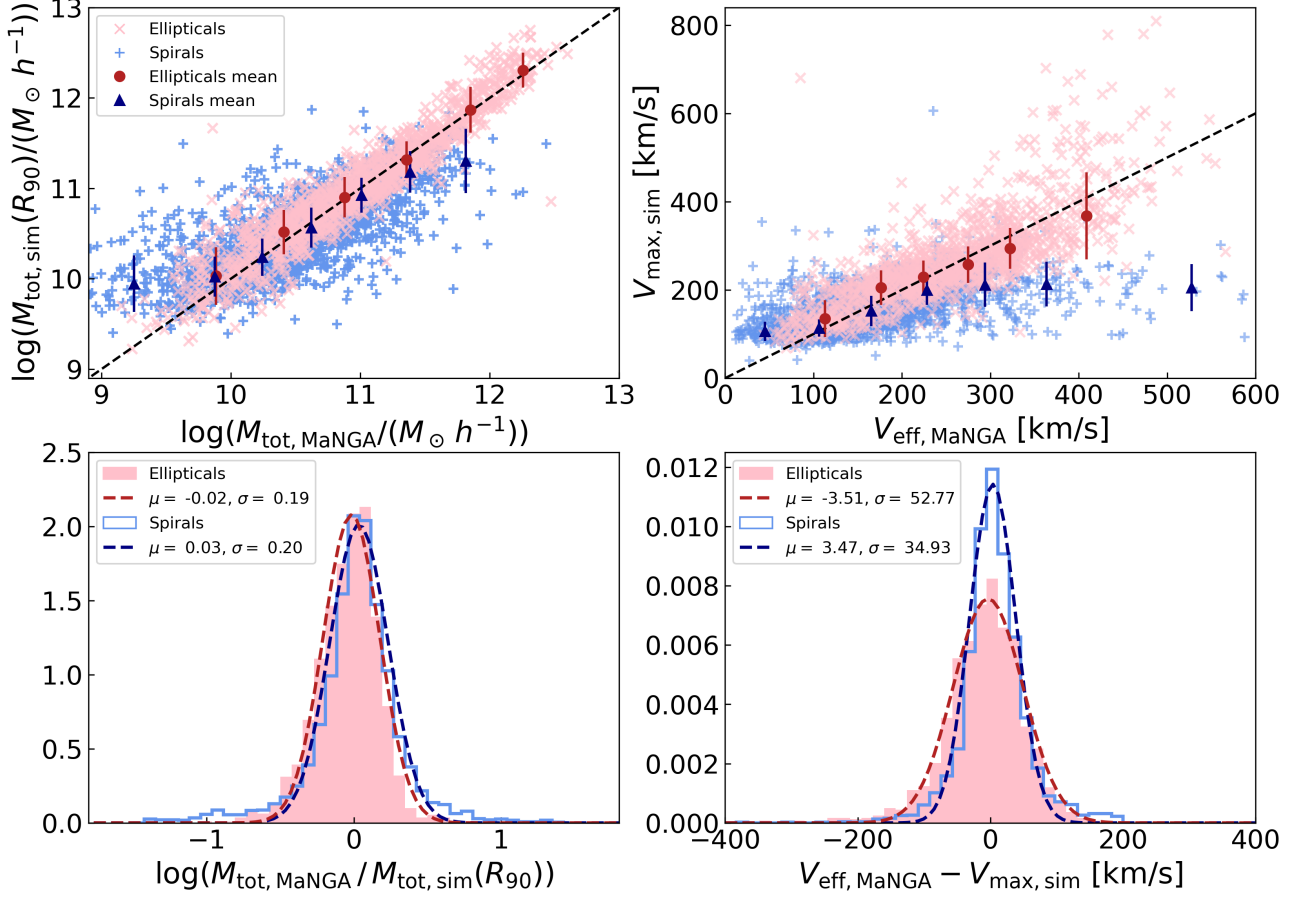 13
12
11
10
9
log(M_tot, sim(R_90)/(M_⊙ h^−1))
Ellipticals
Spirals
Ellipticals mean
Spirals mean
9 10 11 12 13
log(M_tot, MaNGA/(M_⊙ h^−1))
800
600
400
200
0
V_max, sim [km/s]
0 100 200 300 400 500 600
V_eff, MaNGA [km/s]
2.5
2.0
1.5
1.0
0.5
0.0
Ellipticals
μ = -0.02, σ = 0.19
Spirals
μ = 0.03, σ = 0.20
−1 0 1
log(M_tot, MaNGA / M_tot, sim(R_90))
0.012
0.010
0.008
0.006
0.004
0.002
0.000
Ellipticals
μ = -3.51, σ = 52.77
Spirals
μ = 3.47, σ = 34.93
−400 −200 0 200 400
V_eff, MaNGA − V_max, sim [km/s]